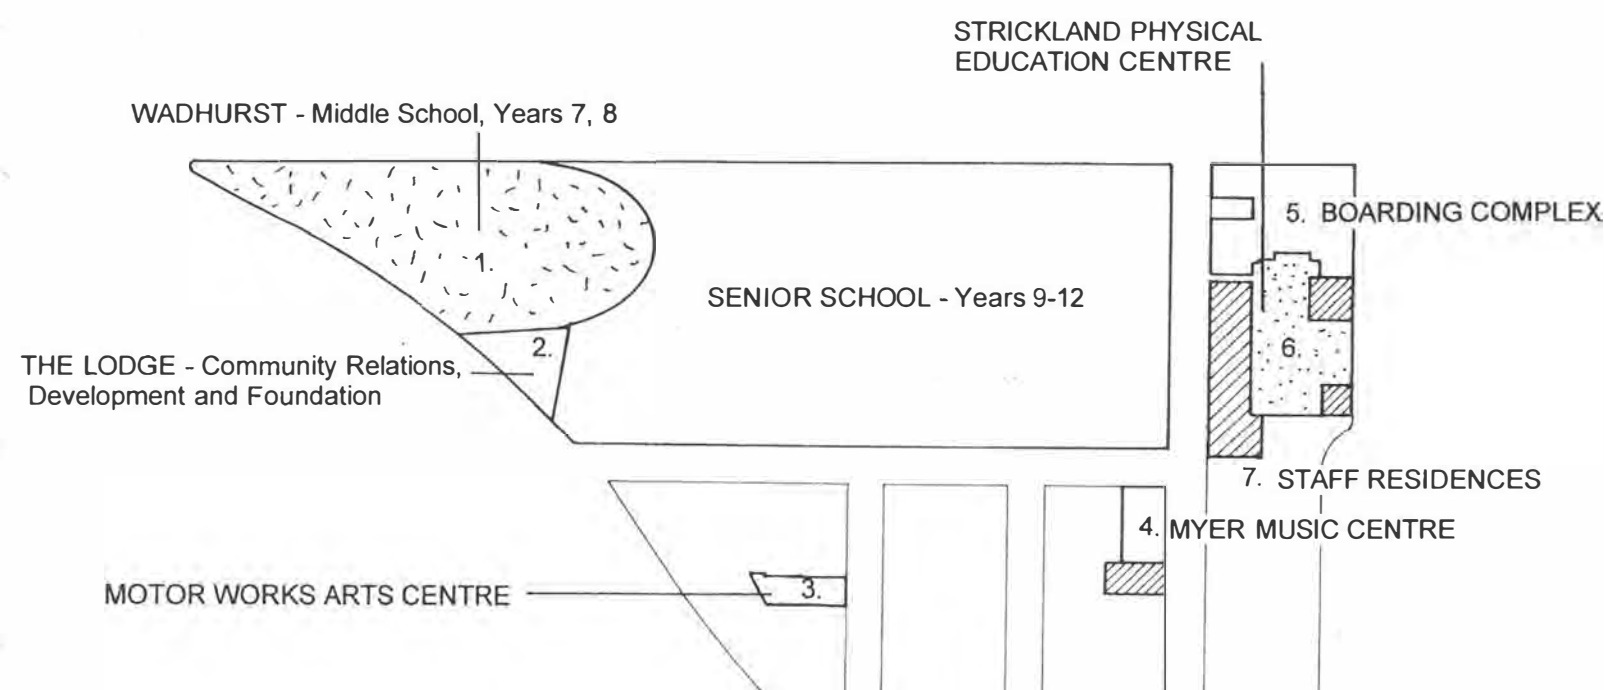 STRICKLAND PHYSICAL
EDUCATION CENTRE
WADHURST - Middle School, Years 7, 8
5. BOARDING COMPLEX
1.
SENIOR SCHOOL - Years 9-12
2.
6.
THE LODGE - Community Relations,
Development and Foundation
7. STAFF RESIDENCES
4. MYER MUSIC CENTRE
MOTOR WORKS ARTS CENTRE
3.